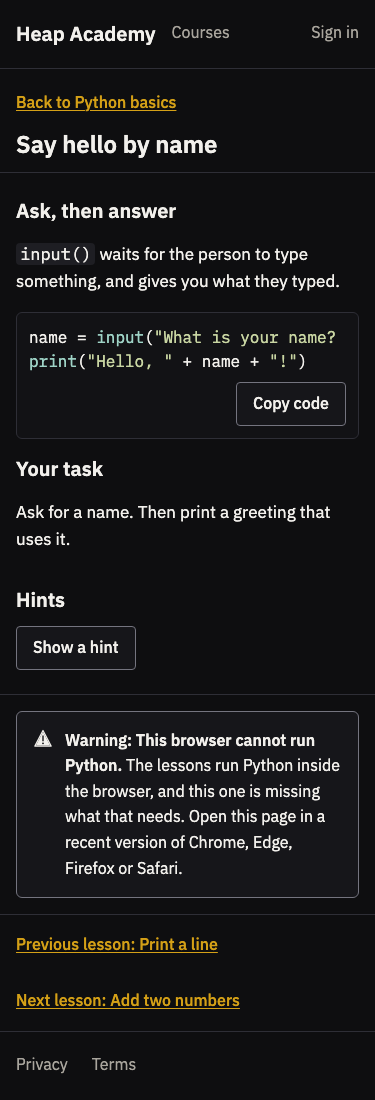 Heap Academy Courses Sign in
Back to Python basics
Say hello by name
Ask, then answer
input() waits for the person to type
something, and gives you what they typed.
name = input("What is your name?
print("Hello, " + name + "!")
Copy code
Your task
Ask for a name. Then print a greeting that
uses it.
Hints
Show a hint
Warning: This browser cannot run
Python. The lessons run Python inside
the browser, and this one is missing
what that needs. Open this page in a
recent version of Chrome, Edge,
Firefox or Safari.
Previous lesson: Print a line
Next lesson: Add two numbers
Privacy Terms